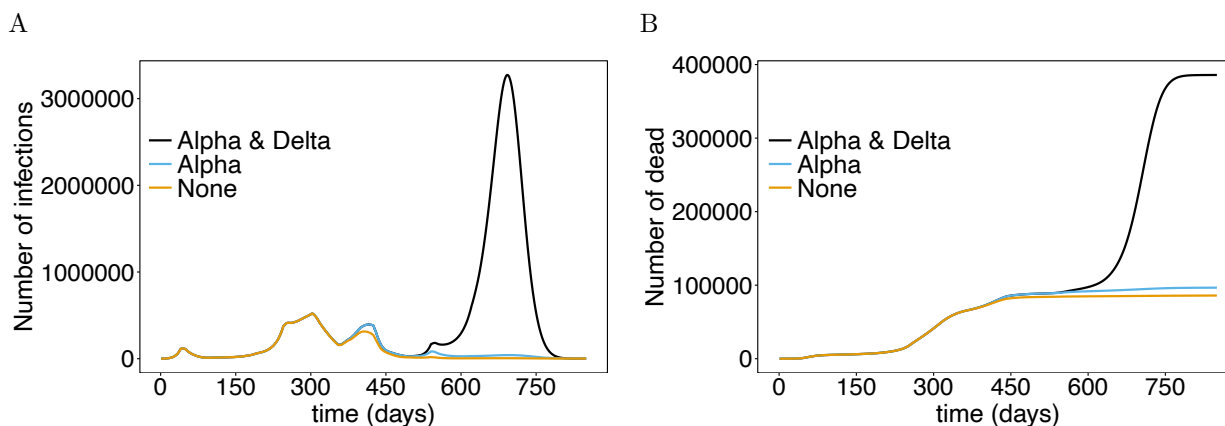 A
Number of infections
3000000
2000000
1000000
0
Alpha & Delta
Alpha
None
0 150 300 450 600 750
time (days)
B
Number of dead
400000
300000
200000
100000
0
Alpha & Delta
Alpha
None
0 150 300 450 600 750
time (days)